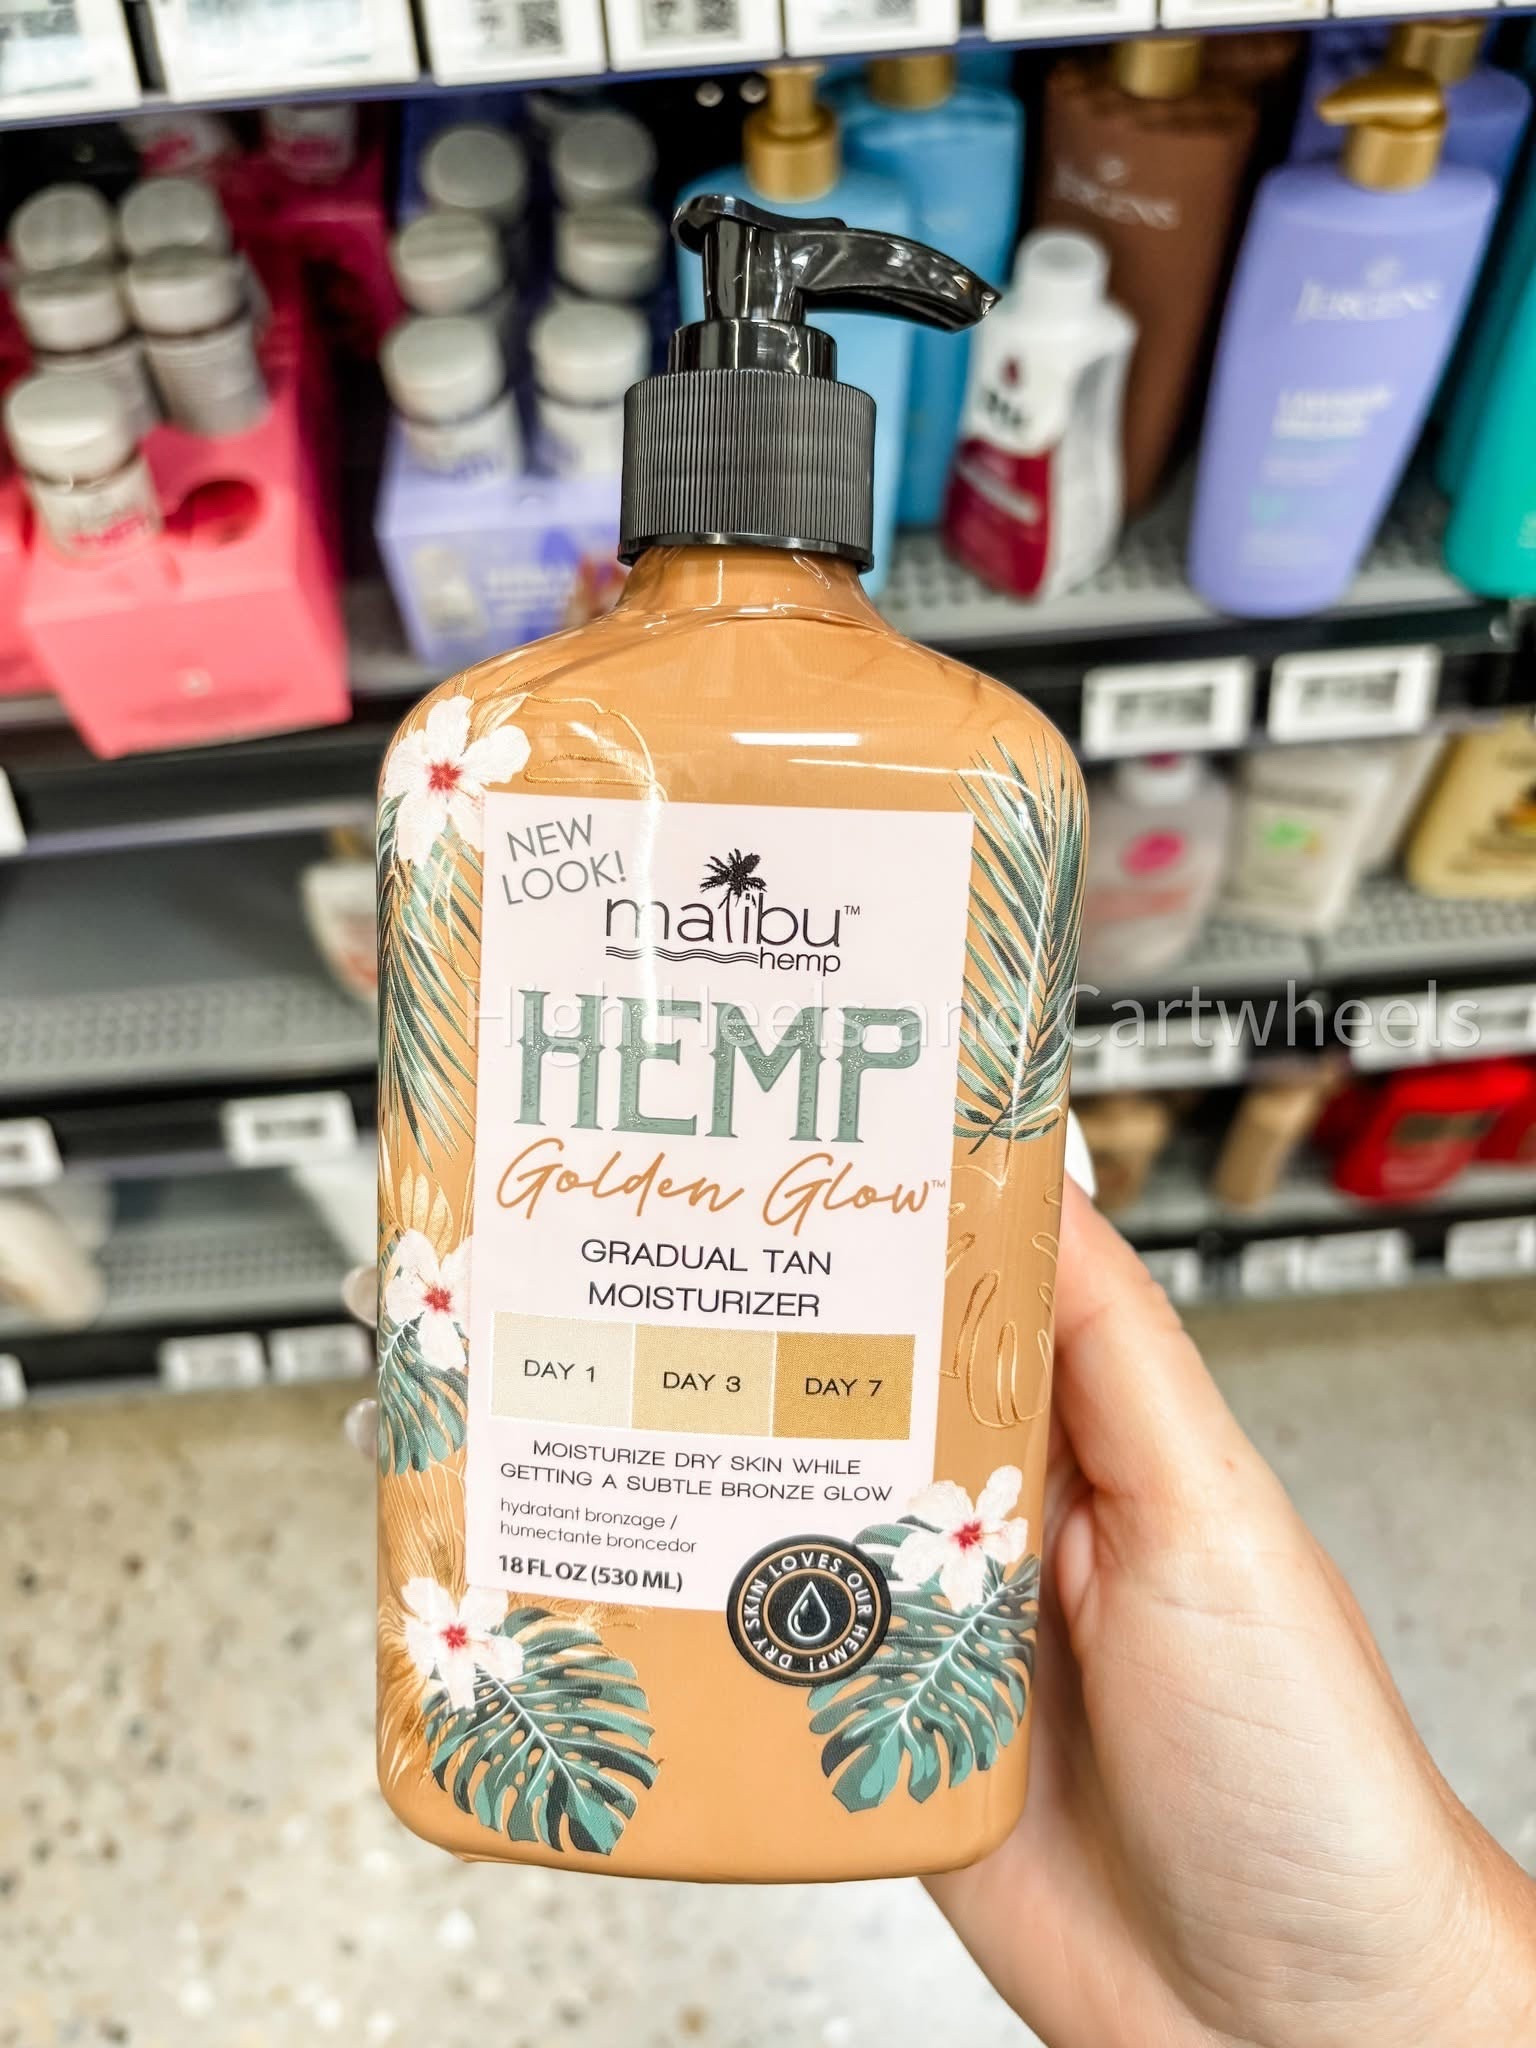 JERGENS
JERGENS
NEW
LOOK!
malibu™
hemp
High Heels and Cartwheels
HEMP
Golden Glow™
GRADUAL TAN
MOISTURIZER
DAY 1 DAY 3 DAY 7
MOISTURIZE DRY SKIN WHILE
GETTING A SUBTLE BRONZE GLOW
hydratant bronzage /
humectante broncedor
18 FL OZ (530 ML)
DRY SKIN LOVES OUR HEMP!